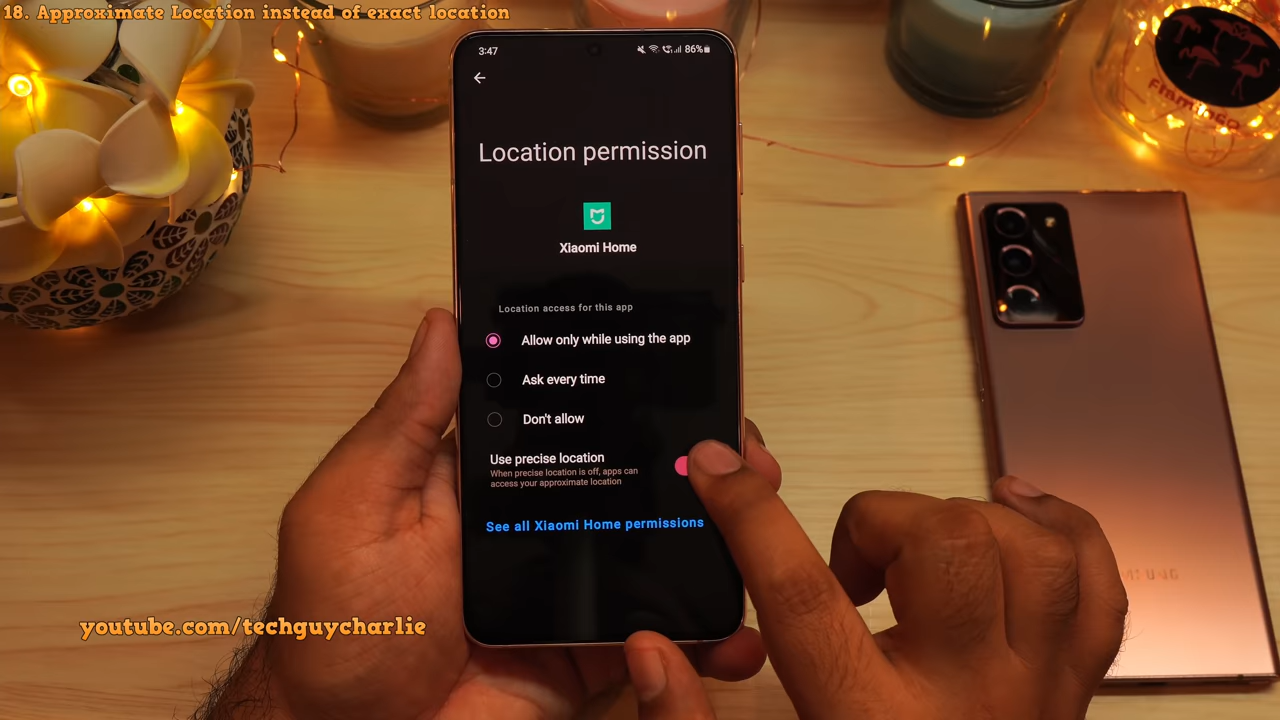 18. Approximate Location instead of exact location
3:47
86%
Location permission
Xiaomi Home
Location access for this app
Allow only while using the app
Ask every time
Don't allow
Use precise location
When precise location is off, apps can
access your approximate location
See all Xiaomi Home permissions
FlaminGO
youtube.com/techguycharlie